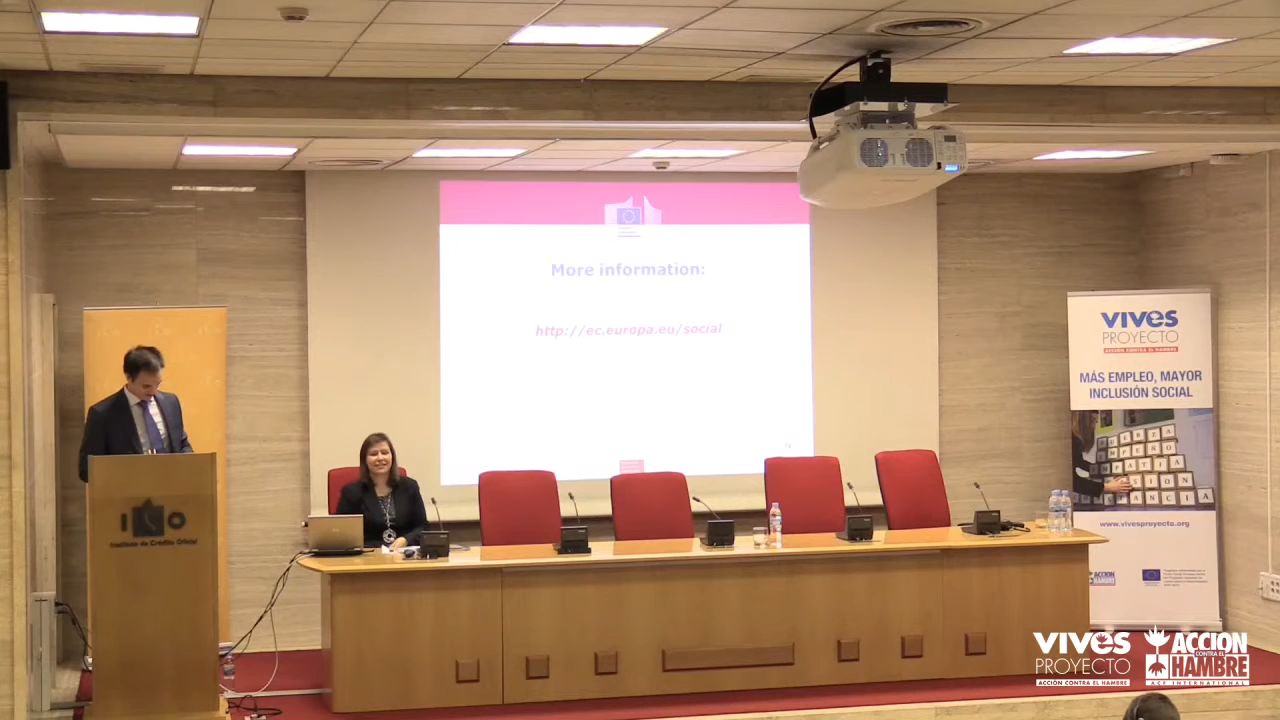 More information:
http://ec.europa.eu/social
ICO
Instituto de Crédito Oficial
VIVES
PROYECTO
ACCIÓN CONTRA EL HAMBRE
MÁS EMPLEO, MAYOR
INCLUSIÓN SOCIAL
www.vivesproyecto.org
ACCION
HAMBRE
VIVES
PROYECTO
ACCIÓN CONTRA EL HAMBRE
ACCION
CONTRA EL
HAMBRE
ACF INTERNATIONAL